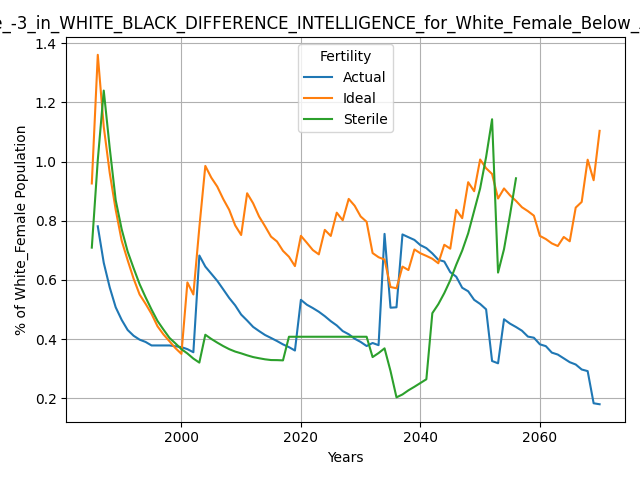 _-3_in_WHITE_BLACK_DIFFERENCE_INTELLIGENCE_for_White_Female_Below_
Fertility
Actual
Ideal
Sterile
% of White_Female Population
1.4
1.2
1.0
0.8
0.6
0.4
0.2
2000
2020
2040
2060
Years